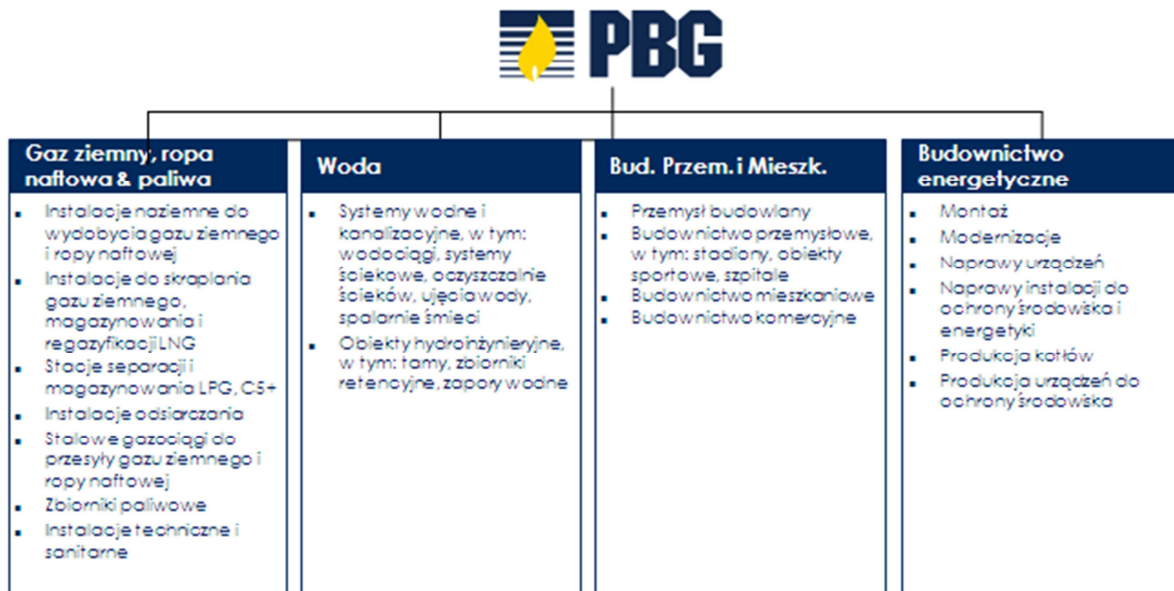 PBG
Gaz ziemny, ropa
naftowa & paliwa
Instalacje naziemne do
wydobycia gazu ziemnego
i ropy naftowej
Instalacje do skraplania
gazu ziemnego,
magazynowania i
regazyfikacji LNG
Stacje separacji i
magazynowania LPG, C5+
Instalacje odsiarczania
Stalowe gazociągi do
przesyły gazu ziemnego i
ropy naftowej
Zbiorniki paliwowe
Instalacje techniczne i
sanitarne
Woda
Systemy wodne i
kanalizacyjne, w tym:
wodociągi, systemy
ściekowe, oczyszczalnie
ścieków, ujęcia wody,
spalarnie śmieci
Obiekty hydroinżynieryjne,
w tym: tamy, zbiorniki
retencyjne, zapory wodne
Bud. Przem. i Mieszk.
Przemysł budowlany
Budownictwo przemysłowe,
w tym: stadiony, obiekty
sportowe, szpitale
Budownictwo mieszkaniowe
Budownictwo komercyjne
Budownictwo
energetyczne
Montaż
Modernizacje
Naprawy urządzeń
Naprawy instalacji do
ochrony środowiska i
energetyki
Produkcja kotłów
Produkcja urządzeń do
ochrony środowiska